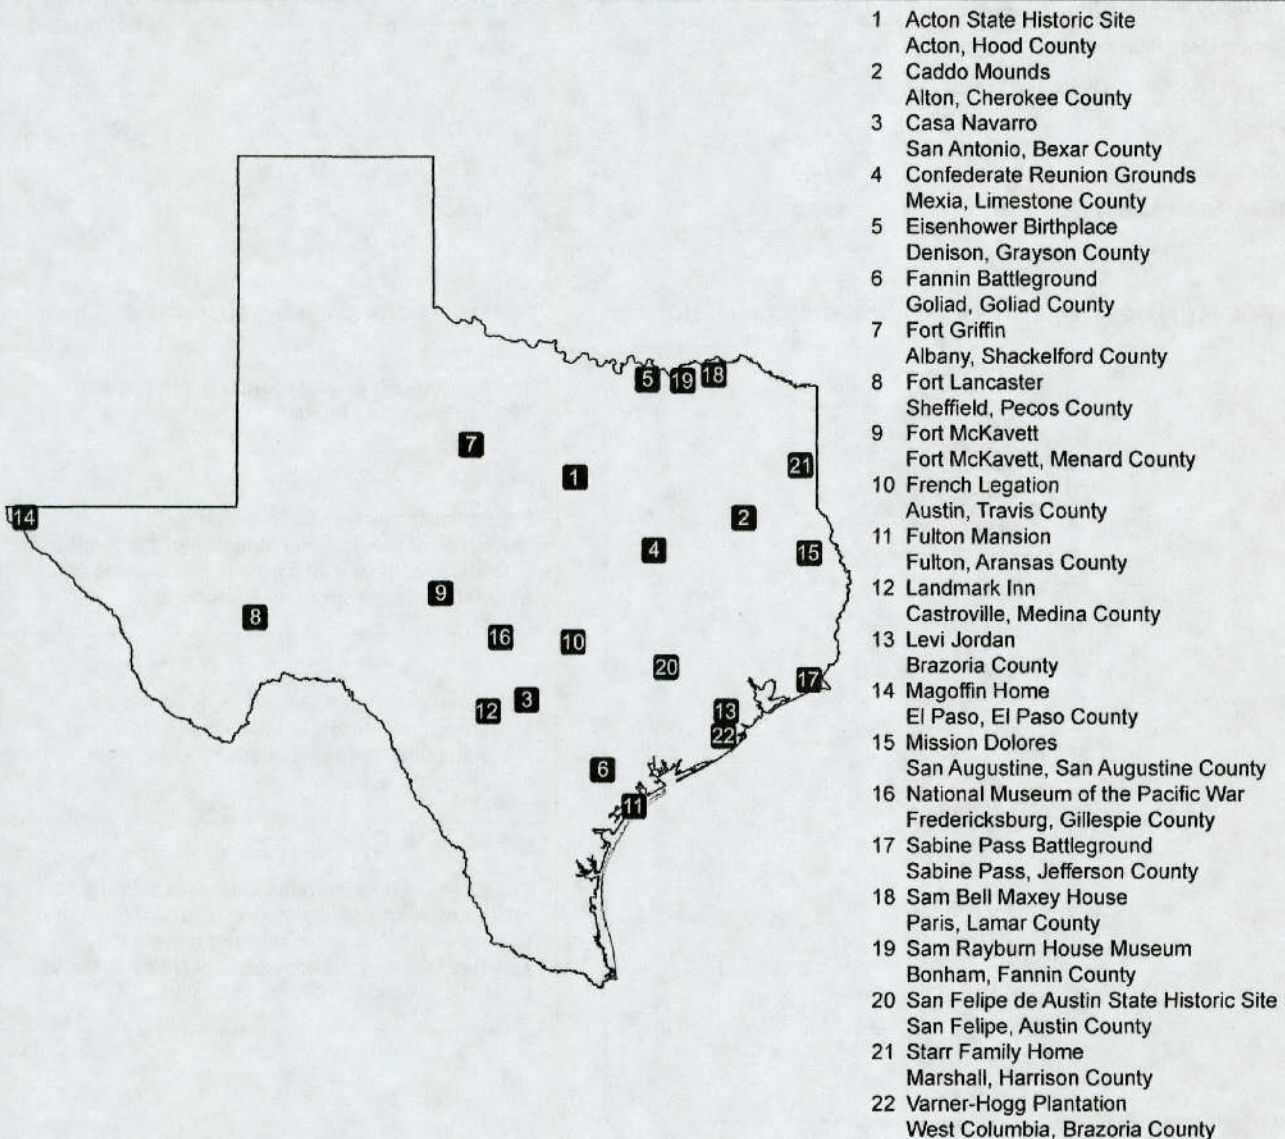 1 Acton State Historic Site
Acton, Hood County
2 Caddo Mounds
Alton, Cherokee County
3 Casa Navarro
San Antonio, Bexar County
4 Confederate Reunion Grounds
Mexia, Limestone County
5 Eisenhower Birthplace
Denison, Grayson County
6 Fannin Battleground
Goliad, Goliad County
7 Fort Griffin
Albany, Shackelford County
8 Fort Lancaster
Sheffield, Pecos County
9 Fort McKavett
Fort McKavett, Menard County
10 French Legation
Austin, Travis County
11 Fulton Mansion
Fulton, Aransas County
12 Landmark Inn
Castroville, Medina County
13 Levi Jordan
Brazoria County
14 Magoffin Home
El Paso, El Paso County
15 Mission Dolores
San Augustine, San Augustine County
16 National Museum of the Pacific War
Fredericksburg, Gillespie County
17 Sabine Pass Battleground
Sabine Pass, Jefferson County
18 Sam Bell Maxey House
Paris, Lamar County
19 Sam Rayburn House Museum
Bonham, Fannin County
20 San Felipe de Austin State Historic Site
San Felipe, Austin County
21 Starr Family Home
Marshall, Harrison County
22 Varner-Hogg Plantation
West Columbia, Brazoria County
5 19 18
7
1
21
14
2
4
15
9
8
16
10
20
17
3
12
13
22
6
11